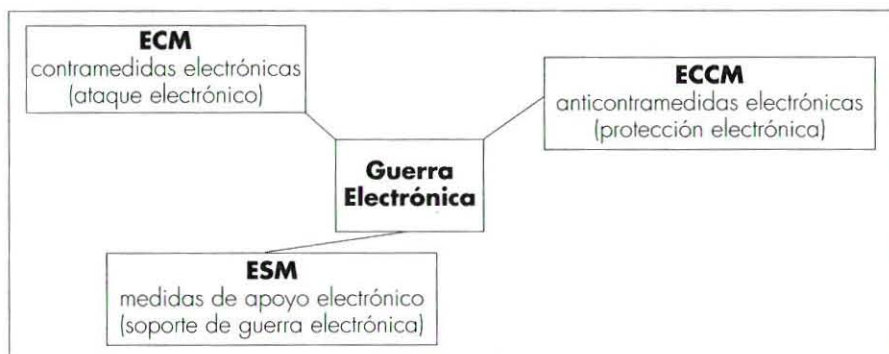 ECM
contramedidas electrónicas
(ataque electrónico)
ECCM
anticontramedidas electrónicas
(protección electrónica)
Guerra
Electrónica
ESM
medidas de apoyo electrónico
(soporte de guerra electrónica)